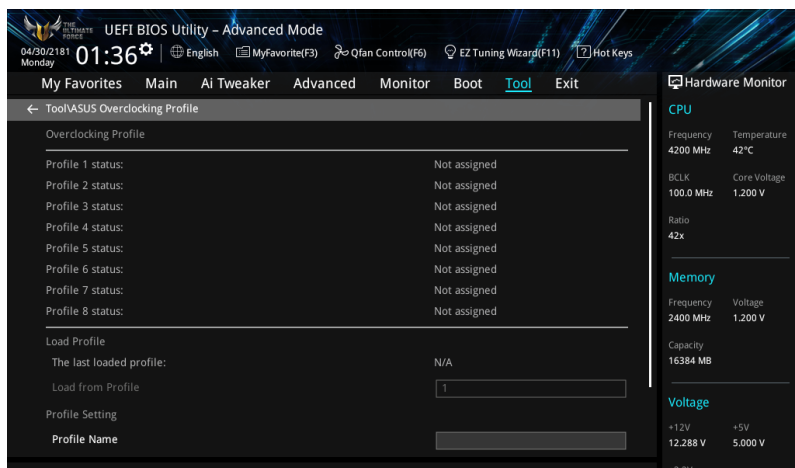 THE ULTIMATE FORCE UEFI BIOS Utility – Advanced Mode
04/30/2181 Monday 01:36 English MyFavorite(F3) Qfan Control(F6) EZ Tuning Wizard(F11) ? Hot Keys
My Favorites Main Ai Tweaker Advanced Monitor Boot Tool Exit
Hardware Monitor
← Tool\ASUS Overclocking Profile
Overclocking Profile
Profile 1 status: Not assigned
Profile 2 status: Not assigned
Profile 3 status: Not assigned
Profile 4 status: Not assigned
Profile 5 status: Not assigned
Profile 6 status: Not assigned
Profile 7 status: Not assigned
Profile 8 status: Not assigned
Load Profile
The last loaded profile: N/A
Load from Profile 1
Profile Setting
Profile Name
CPU
Frequency Temperature
4200 MHz 42°C
BCLK Core Voltage
100.0 MHz 1.200 V
Ratio
42x
Memory
Frequency Voltage
2400 MHz 1.200 V
Capacity
16384 MB
Voltage
+12V +5V
12.288 V 5.000 V